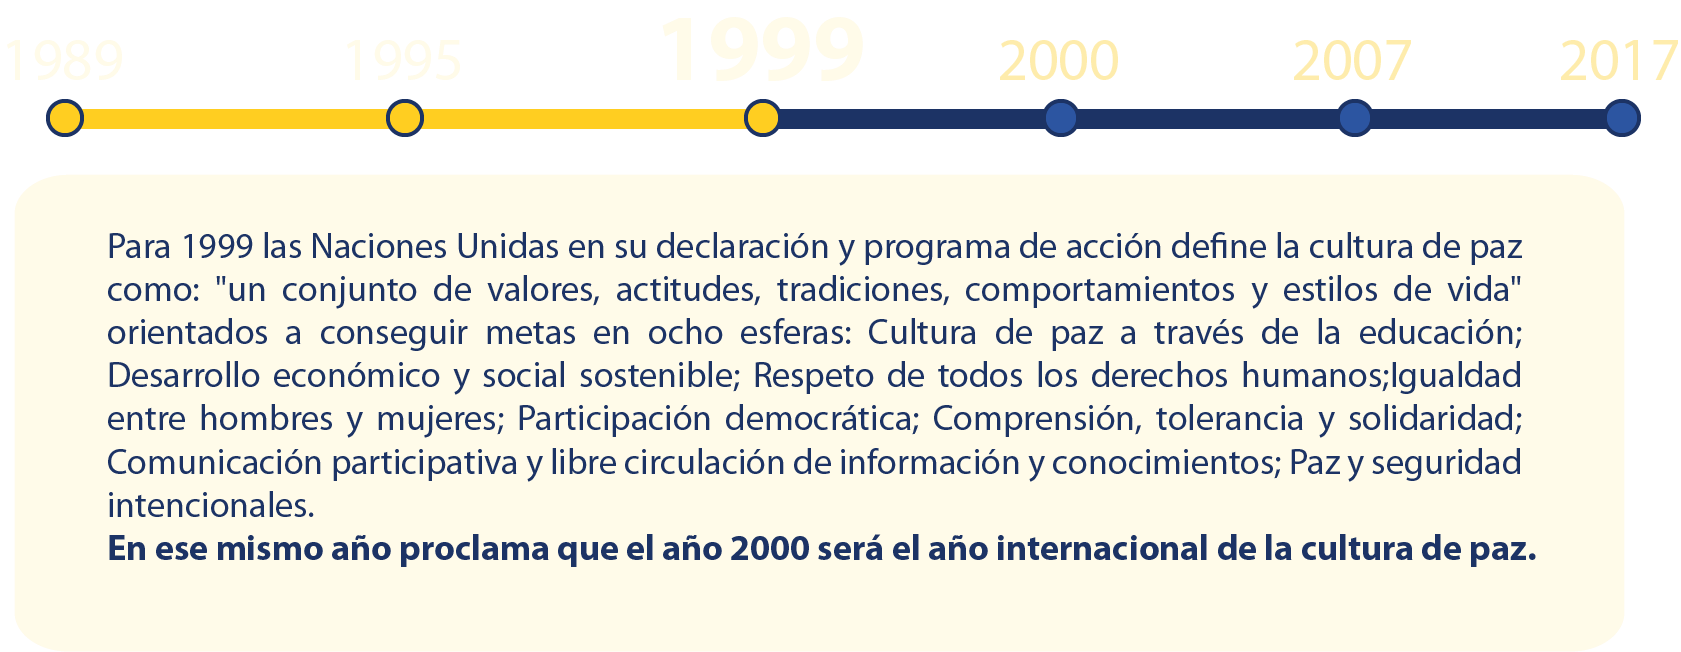 1989 1995 1999 2000 2007 2017
Para 1999 las Naciones Unidas en su declaración y programa de acción define la cultura de paz
como: "un conjunto de valores, actitudes, tradiciones, comportamientos y estilos de vida"
orientados a conseguir metas en ocho esferas: Cultura de paz a través de la educación;
Desarrollo económico y social sostenible; Respeto de todos los derechos humanos;Igualdad
entre hombres y mujeres; Participación democrática; Comprensión, tolerancia y solidaridad;
Comunicación participativa y libre circulación de información y conocimientos; Paz y seguridad
intencionales.
En ese mismo año proclama que el año 2000 será el año internacional de la cultura de paz.